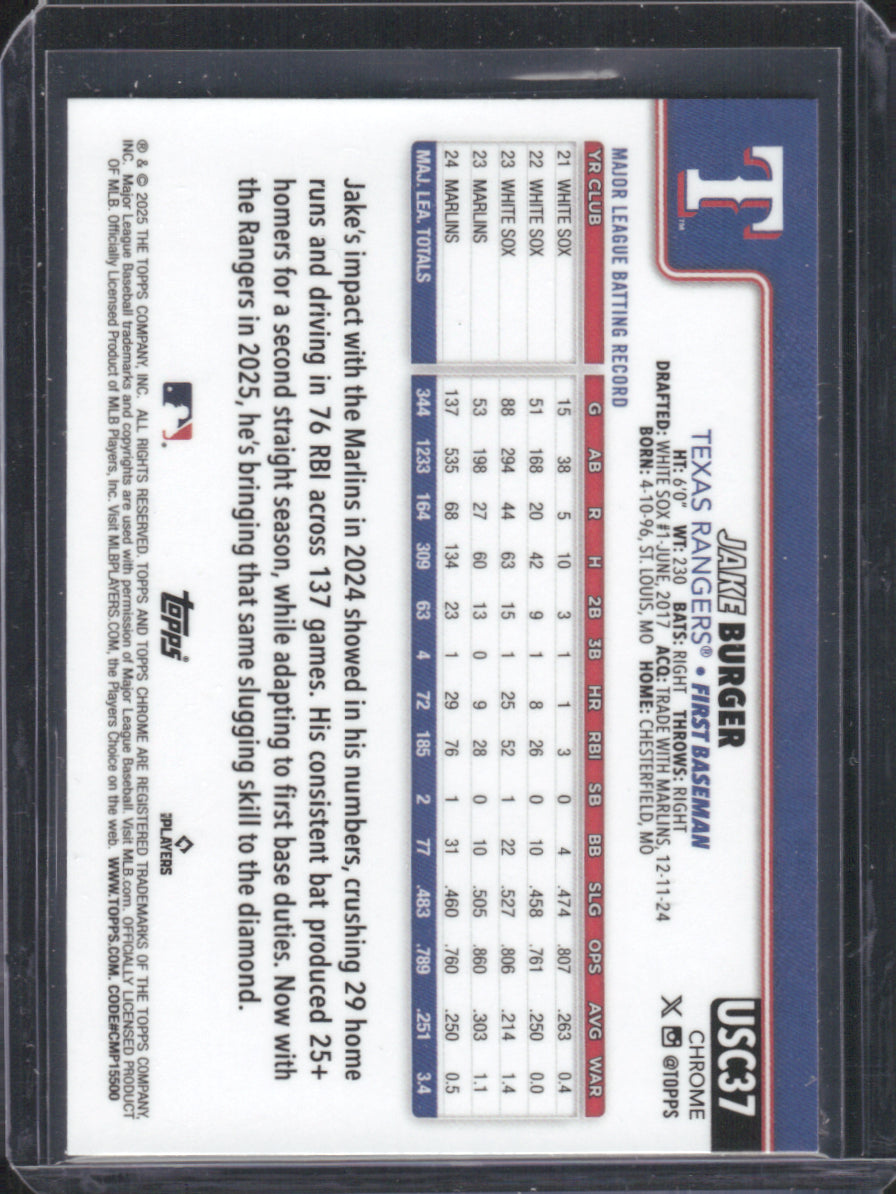 T™
JAKE BURGER
TEXAS RANGERS® • FIRST BASEMAN
HT: 6'0" WT: 230 BATS: RIGHT THROWS: RIGHT
DRAFTED: WHITE SOX #1-JUNE, 2017 ACQ: TRADE WITH MARLINS, 12-11-24
BORN: 4-10-96, ST. LOUIS, MO HOME: CHESTERFIELD, MO
USC37
CHROME
X @TOPPS
MAJOR LEAGUE BATTING RECORD
YR CLUB G AB R H 2B 3B HR RBI SB BB SLG OPS AVG WAR
21 WHITE SOX 15 38 5 10 3 1 1 3 0 4 .474 .807 .263 0.4
22 WHITE SOX 51 168 20 42 9 1 8 26 0 10 .458 .761 .250 0.0
23 WHITE SOX 88 294 44 63 15 1 25 52 1 22 .527 .806 .214 1.4
23 MARLINS 53 198 27 60 13 0 9 28 0 10 .505 .860 .303 1.1
24 MARLINS 137 535 68 134 23 1 29 76 1 31 .460 .760 .250 0.5
MAJ. LEA. TOTALS 344 1233 164 309 63 4 72 185 2 77 .483 .789 .251 3.4
Jake's impact with the Marlins in 2024 showed in his numbers, crushing 29 home
runs and driving in 76 RBI across 137 games. His consistent bat produced 25+
homers for a second straight season, while adapting to first base duties. Now with
the Rangers in 2025, he's bringing that same slugging skill to the diamond.
topps®
MLB PLAYERS
® & © 2025 THE TOPPS COMPANY, INC. ALL RIGHTS RESERVED. TOPPS AND TOPPS CHROME ARE REGISTERED TRADEMARKS OF THE TOPPS COMPANY,
INC. Major League Baseball trademarks and copyrights are used with permission of Major League Baseball. Visit MLB.com. OFFICIALLY LICENSED PRODUCT
OF MLB. Officially Licensed Product of MLB Players, Inc. Visit MLBPLAYERS.COM, the Players Choice on the web. WWW.TOPPS.COM. CODE#CMP15500